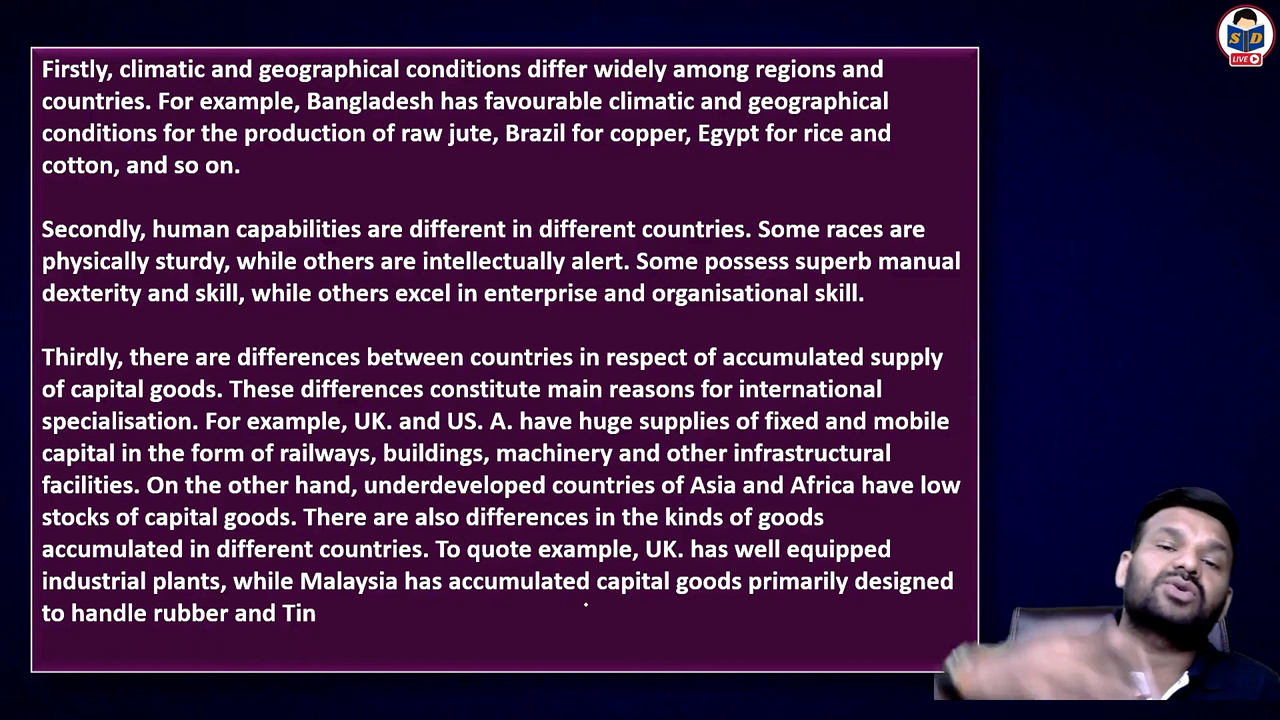 Firstly, climatic and geographical conditions differ widely among regions and
countries. For example, Bangladesh has favourable climatic and geographical
conditions for the production of raw jute, Brazil for copper, Egypt for rice and
cotton, and so on.
Secondly, human capabilities are different in different countries. Some races are
physically sturdy, while others are intellectually alert. Some possess superb manual
dexterity and skill, while others excel in enterprise and organisational skill.
Thirdly, there are differences between countries in respect of accumulated supply
of capital goods. These differences constitute main reasons for international
specialisation. For example, UK. and US. A. have huge supplies of fixed and mobile
capital in the form of railways, buildings, machinery and other infrastructural
facilities. On the other hand, underdeveloped countries of Asia and Africa have low
stocks of capital goods. There are also differences in the kinds of goods
accumulated in different countries. To quote example, UK. has well equipped
industrial plants, while Malaysia has accumulated capital goods primarily designed
to handle rubber and Tin
S D
LIVE